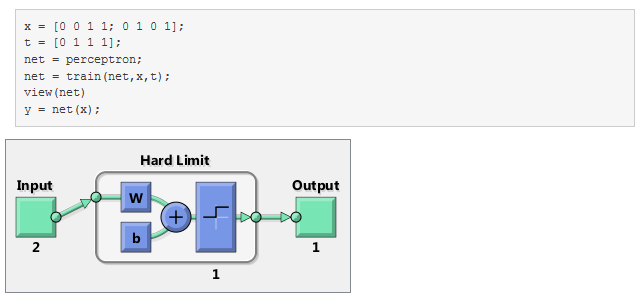 x = [0 0 1 1; 0 1 0 1];
t = [0 1 1 1];
net = perceptron;
net = train(net,x,t);
view(net)
y = net(x);
Hard Limit
Input
Output
W
b
+
2
1
1